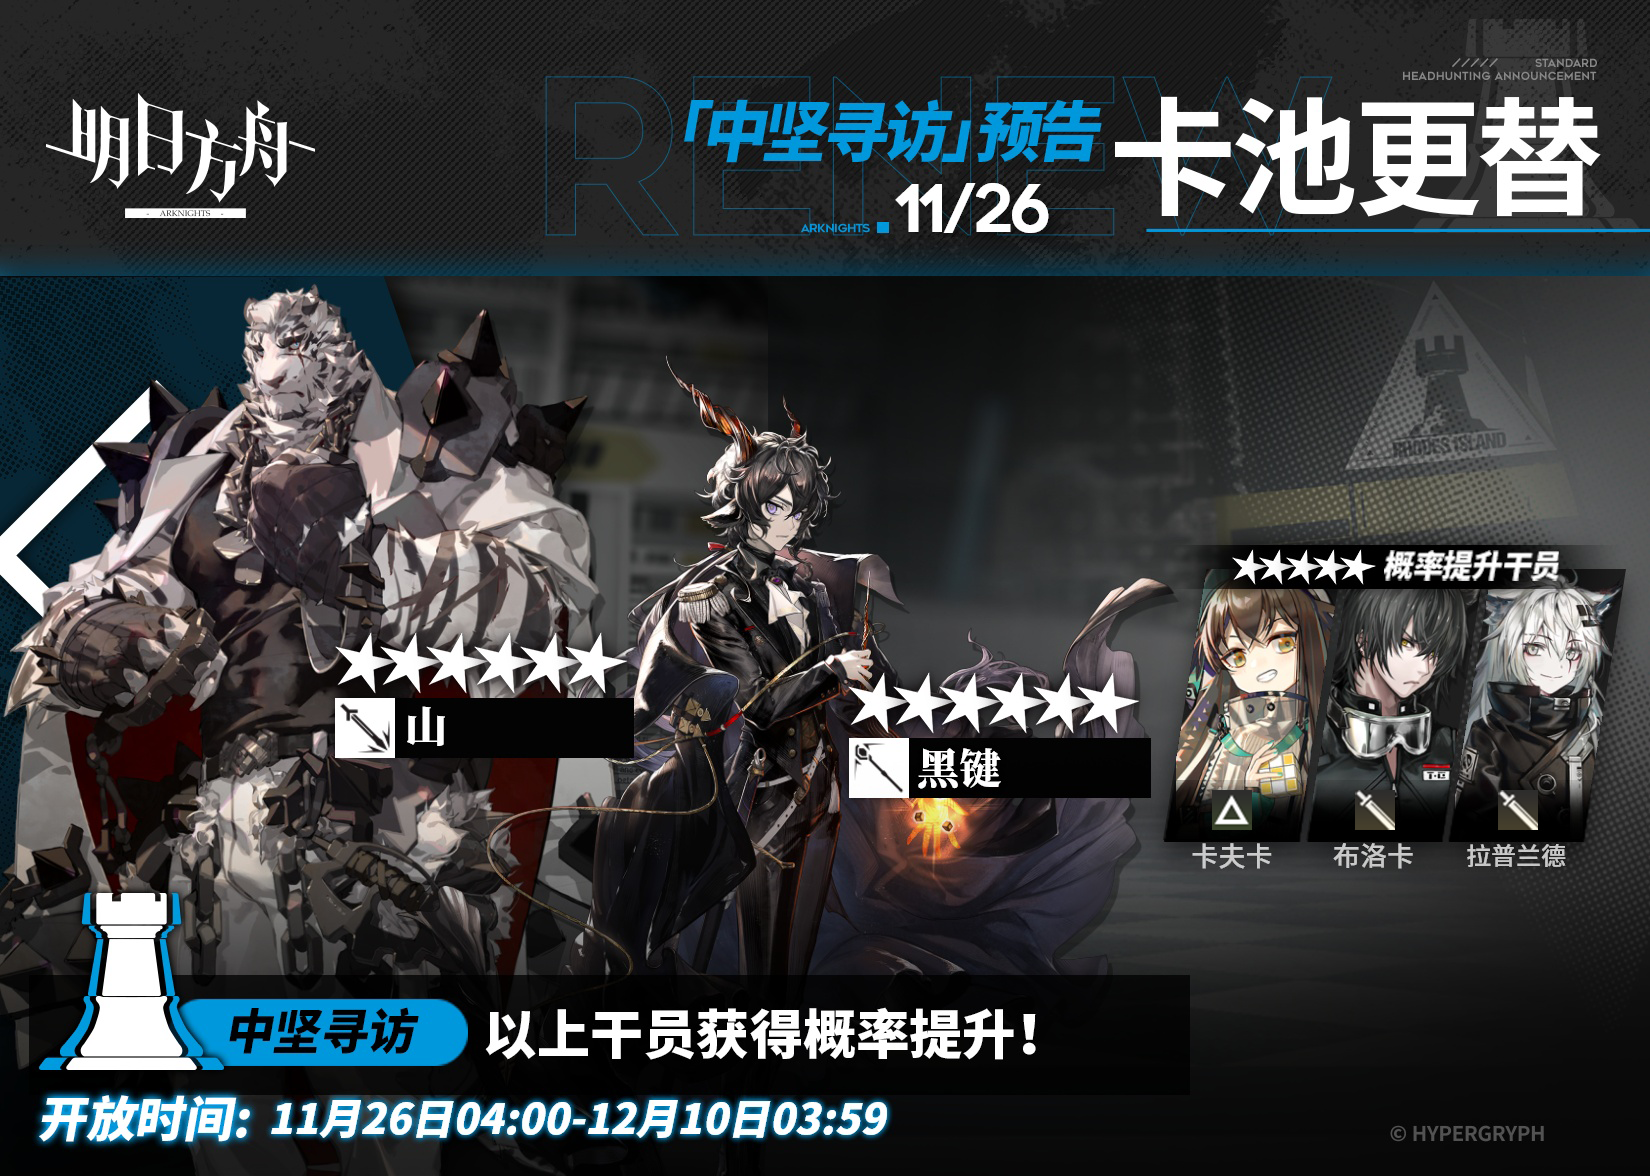 明日方舟
- ARKNIGHTS -
RENEW
STANDARD
HEADHUNTING ANNOUNCEMENT
「中坚寻访」预告
卡池更替
ARKNIGHTS
11/26
RHODES ISLAND
★★★★★ 概率提升干员
★★★★★★
山
★★★★★★
黑键
卡夫卡
布洛卡
拉普兰德
中坚寻访
以上干员获得概率提升!
开放时间: 11月26日04:00-12月10日03:59
© HYPERGRYPH